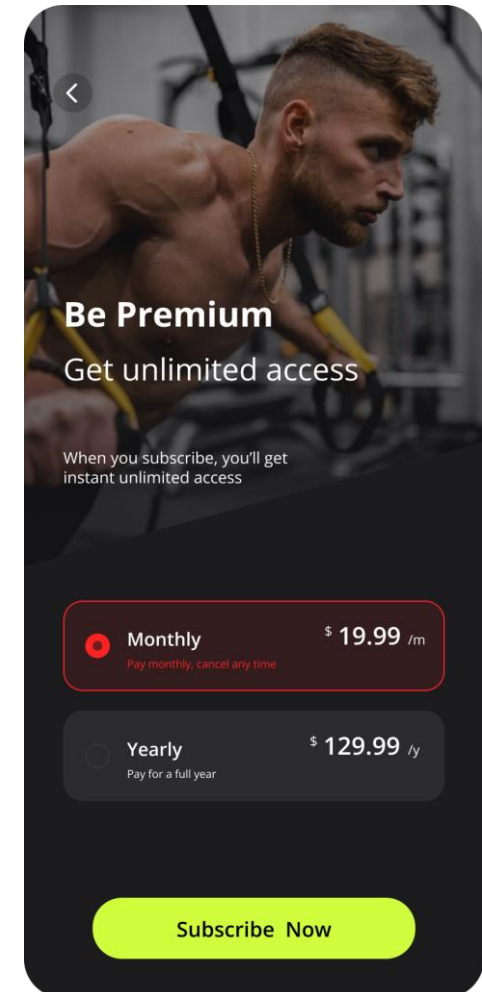 Be Premium
Get unlimited access
When you subscribe, you'll get
instant unlimited access
Monthly
$ 19.99 /m
Pay monthly, cancel any time
Yearly
$ 129.99 /y
Pay for a full year
Subscribe Now